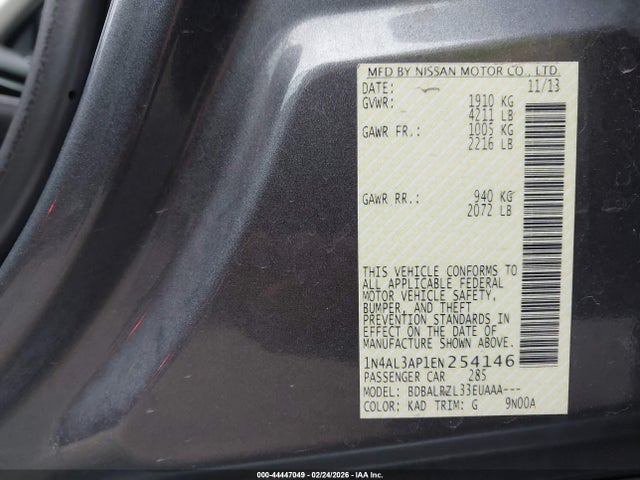 MFD BY NISSAN MOTOR CO., LTD
DATE: 11/13
GVWR: 1910 KG
4211 LB
GAWR FR.: 1005 KG
2216 LB
GAWR RR.: 940 KG
2072 LB
THIS VEHICLE CONFORMS TO
ALL APPLICABLE FEDERAL
MOTOR VEHICLE SAFETY,
BUMPER, AND THEFT
PREVENTION STANDARDS IN
EFFECT ON THE DATE OF
MANUFACTURE SHOWN ABOVE.
1N4AL3AP1EN254146
PASSENGER CAR 285
MODEL: BDBALRZL33EUAAA---
COLOR: KAD TRIM: G 9N00A
000-44447049 - 02/24/2026 - IAA Inc.